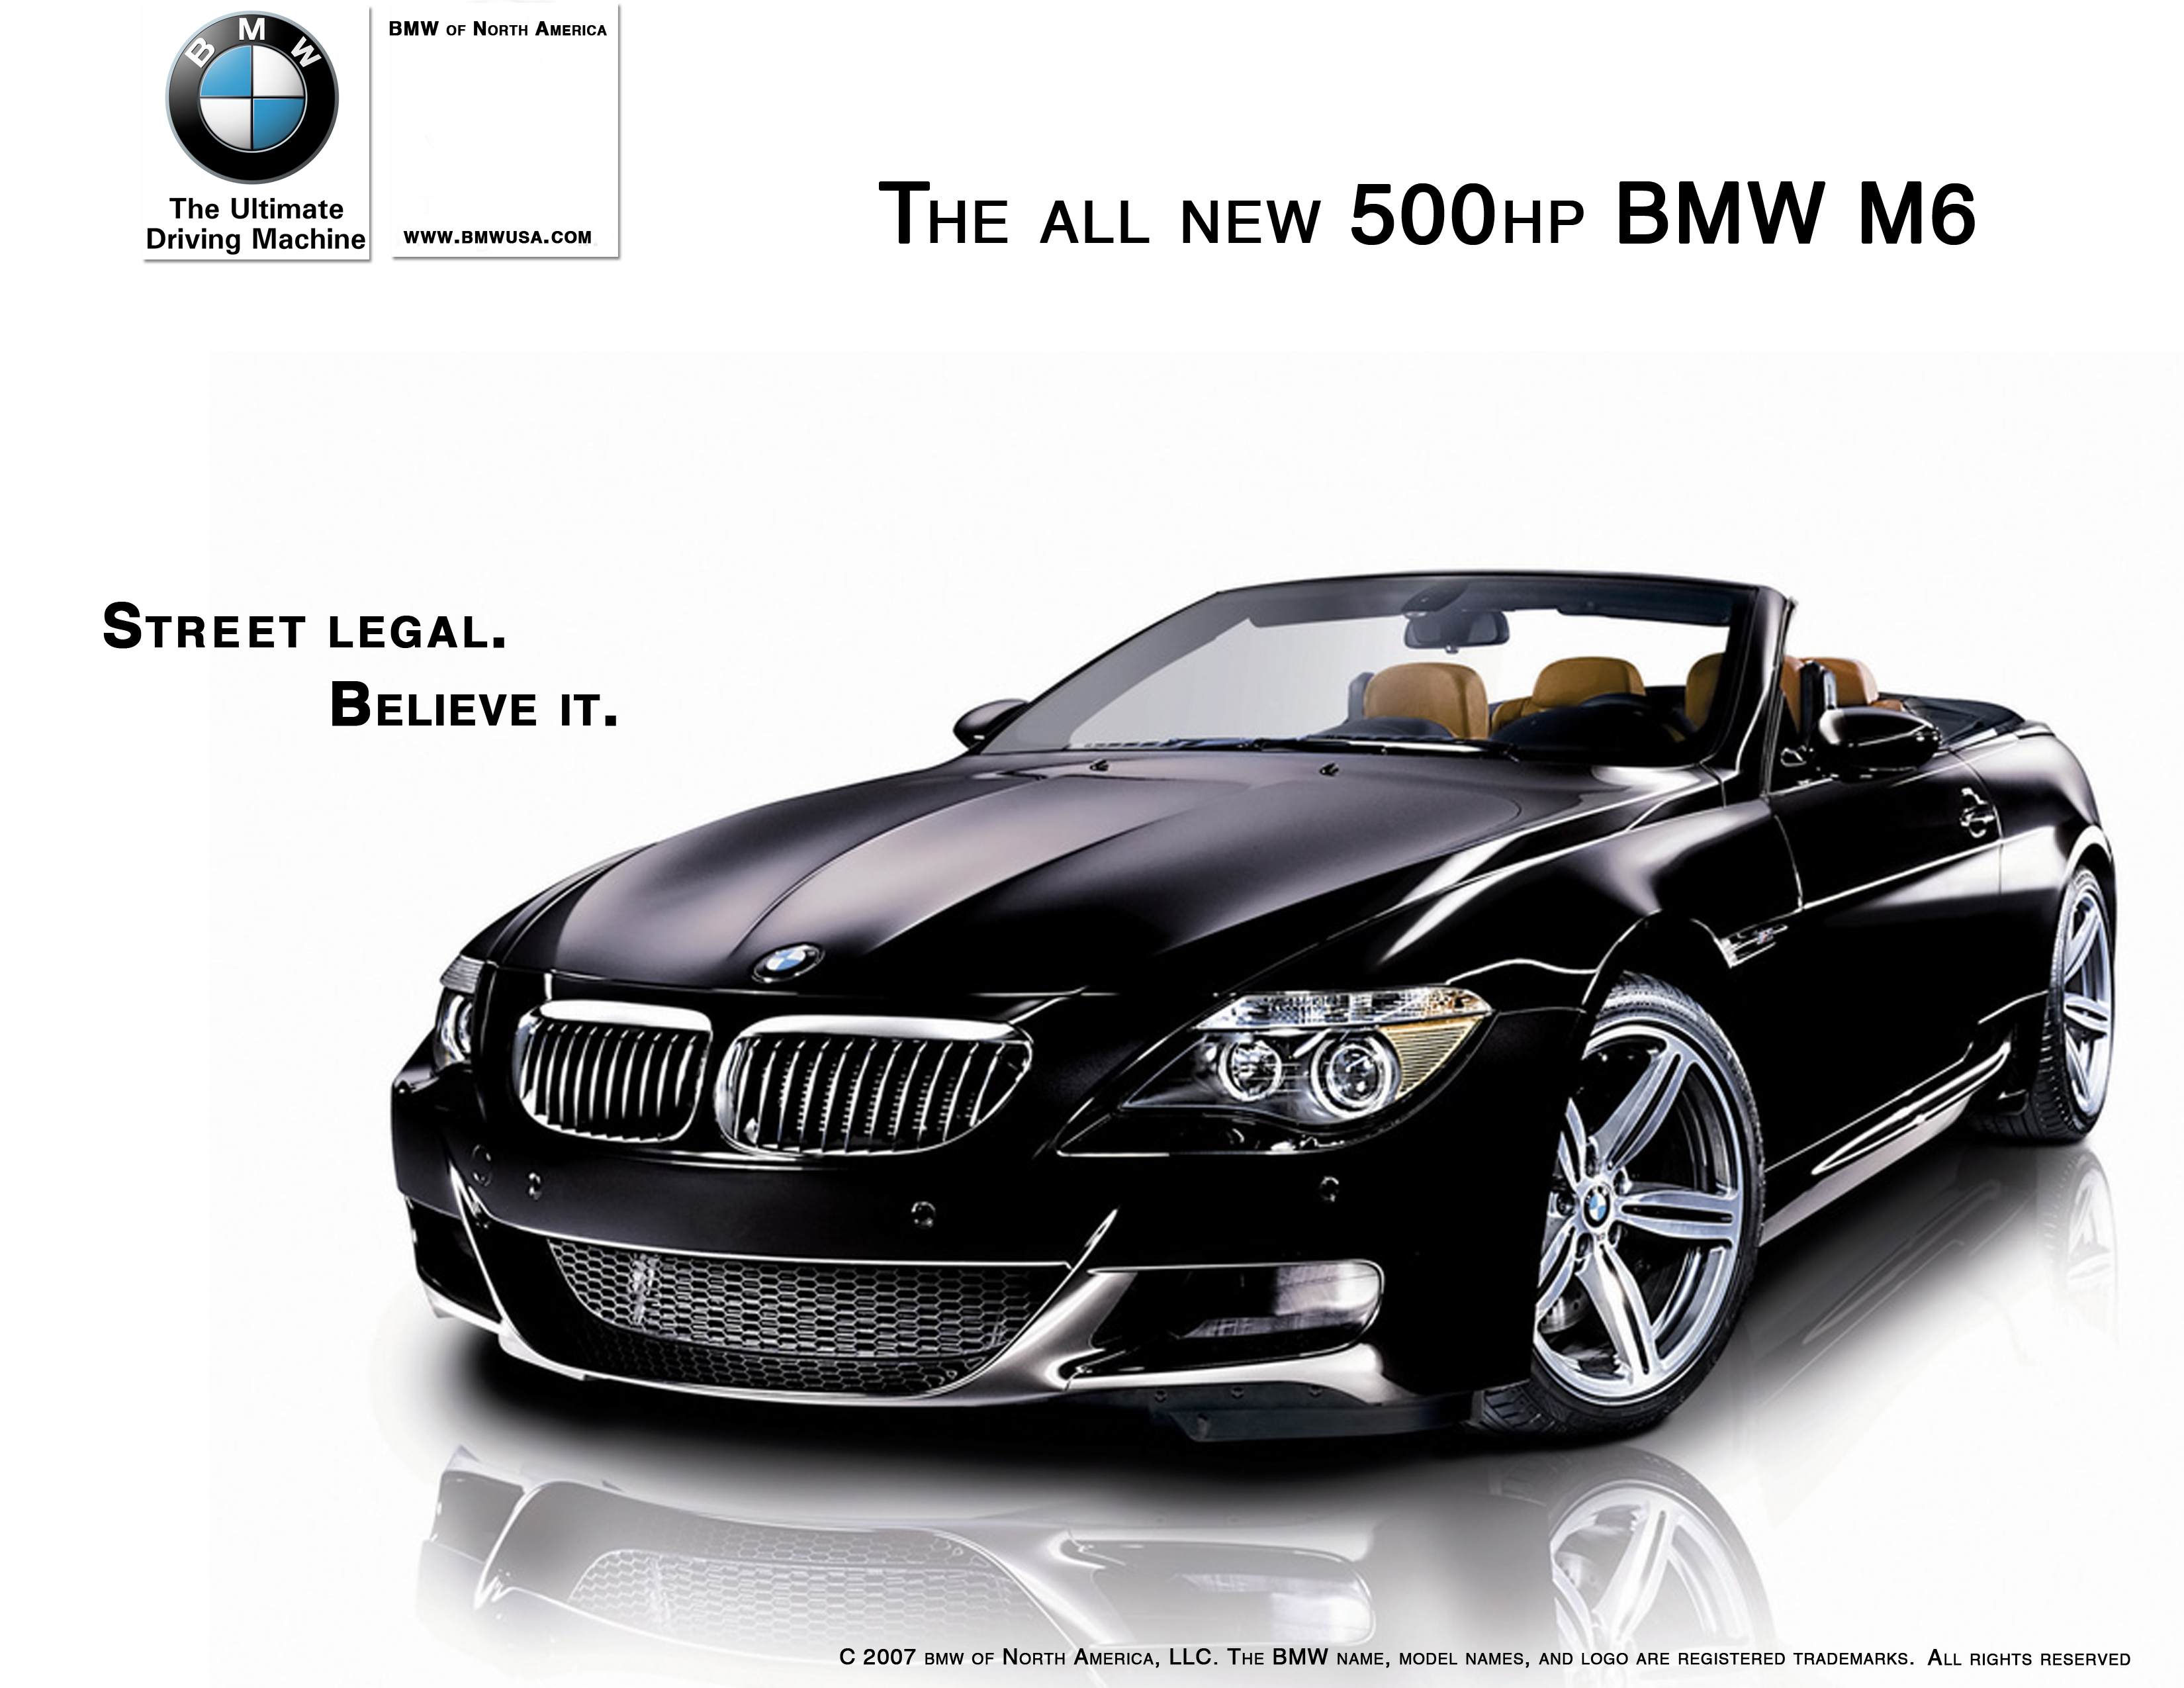 B M W
The Ultimate
Driving Machine
BMW of North America
www.bmwusa.com
The all new 500hp BMW M6
Street legal.
Believe it.
C 2007 bmw of North America, LLC. The BMW name, model names, and logo are registered trademarks. All rights reserved